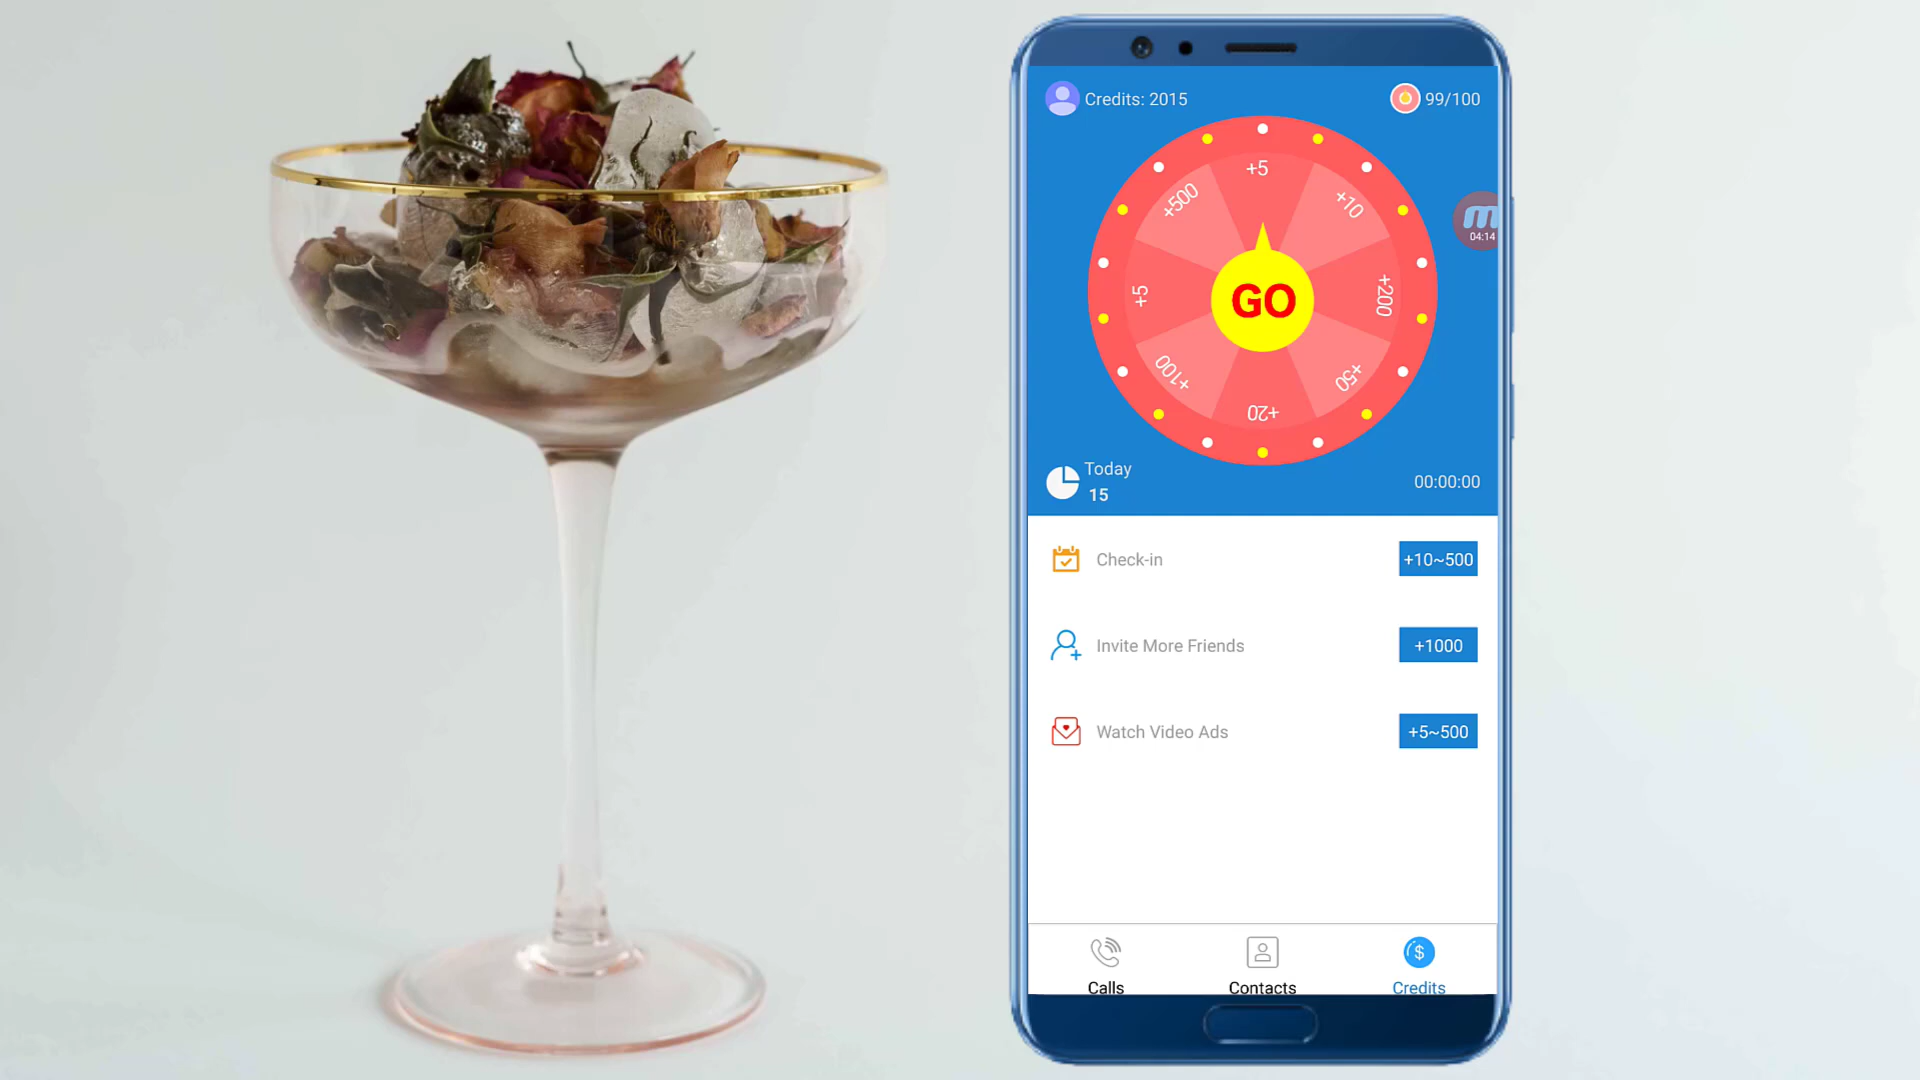 Credits: 2015
99/100
+5
+10
+200
+50
+20
+100
+5
+500
GO
m
04:14
Today
15
00:00:00
Check-in
+10~500
Invite More Friends
+1000
Watch Video Ads
+5~500
$
Calls
Contacts
Credits